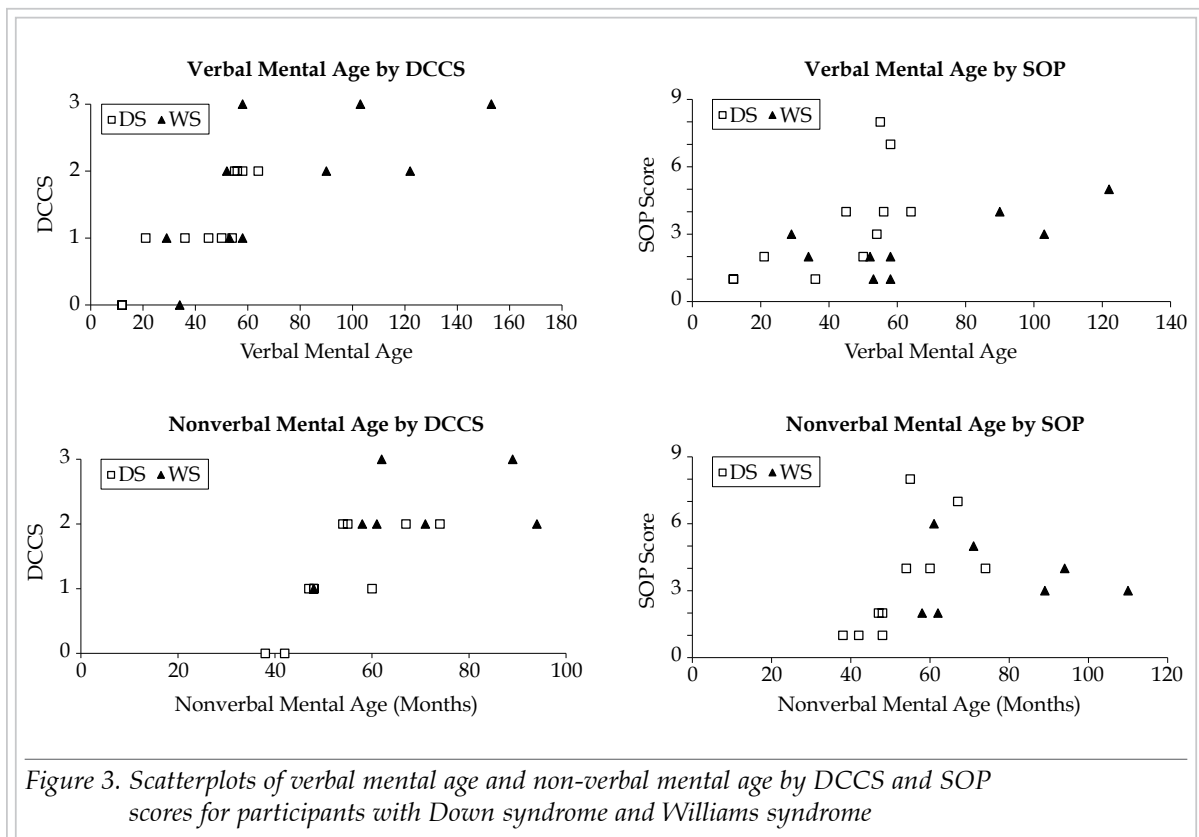 Verbal Mental Age by DCCS
3
2
1
0
DCCS
DS WS
0 20 40 60 80 100 120 140 160 180
Verbal Mental Age
Verbal Mental Age by SOP
9
6
3
0
SOP Score
DS WS
0 20 40 60 80 100 120 140
Verbal Mental Age
Nonverbal Mental Age by DCCS
3
2
1
0
DCCS
DS WS
0 20 40 60 80 100
Nonverbal Mental Age (Months)
Nonverbal Mental Age by SOP
9
6
3
0
SOP Score
DS WS
0 20 40 60 80 100 120
Nonverbal Mental Age (Months)
Figure 3. Scatterplots of verbal mental age and non-verbal mental age by DCCS and SOP
scores for participants with Down syndrome and Williams syndrome